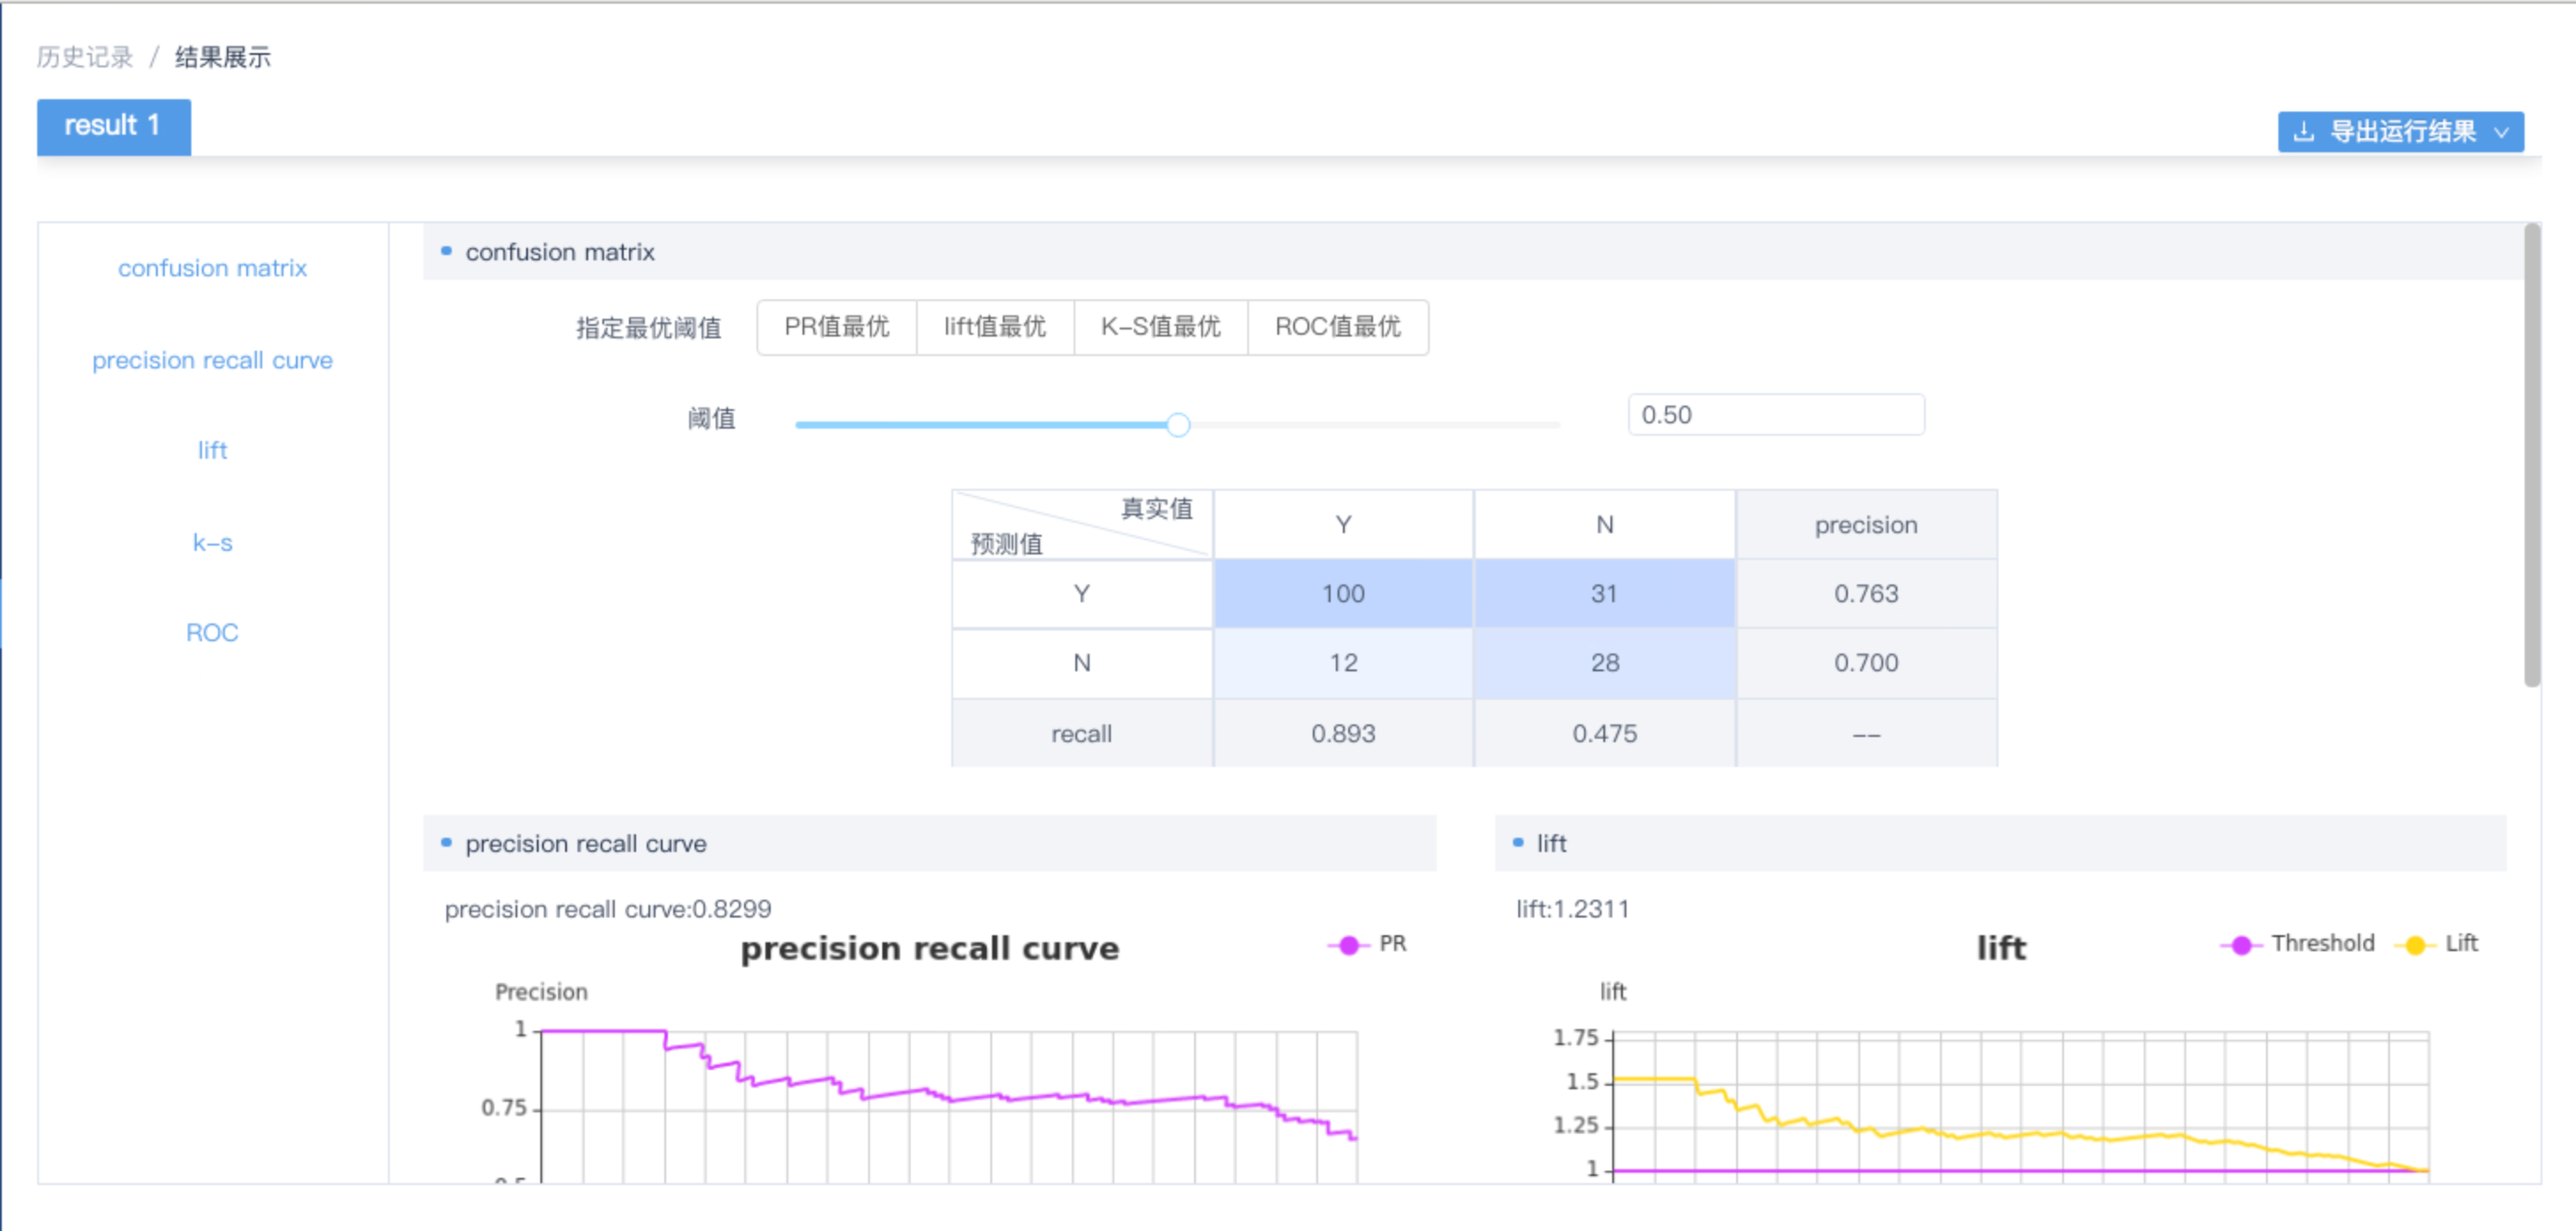 历史记录 / 结果展示
result 1
导出运行结果
confusion matrix
precision recall curve
lift
k-s
ROC
confusion matrix
指定最优阈值 PR值最优 lift值最优 K-S值最优 ROC值最优
阈值 0.50
真实值
预测值
Y N precision
Y 100 31 0.763
N 12 28 0.700
recall 0.893 0.475 --
precision recall curve
precision recall curve:0.8299
precision recall curve
PR
Precision
1
0.75
0.5
lift
lift:1.2311
lift
Threshold Lift
lift
1.75
1.5
1.25
1